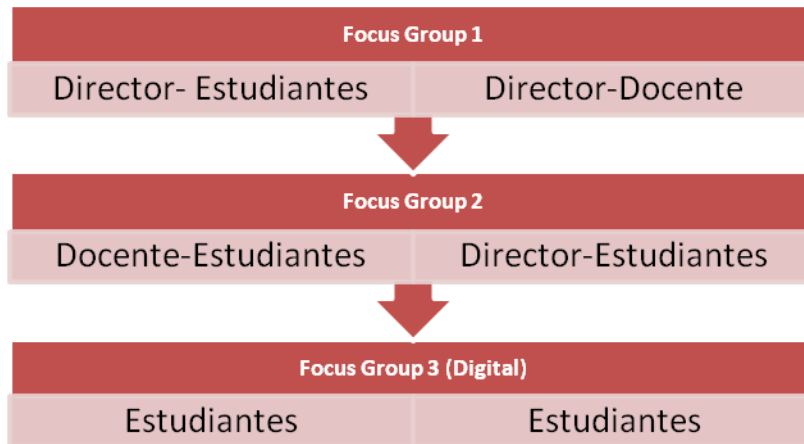 Focus Group 1
Director- Estudiantes
Director-Docente
Focus Group 2
Docente-Estudiantes
Director-Estudiantes
Focus Group 3 (Digital)
Estudiantes
Estudiantes